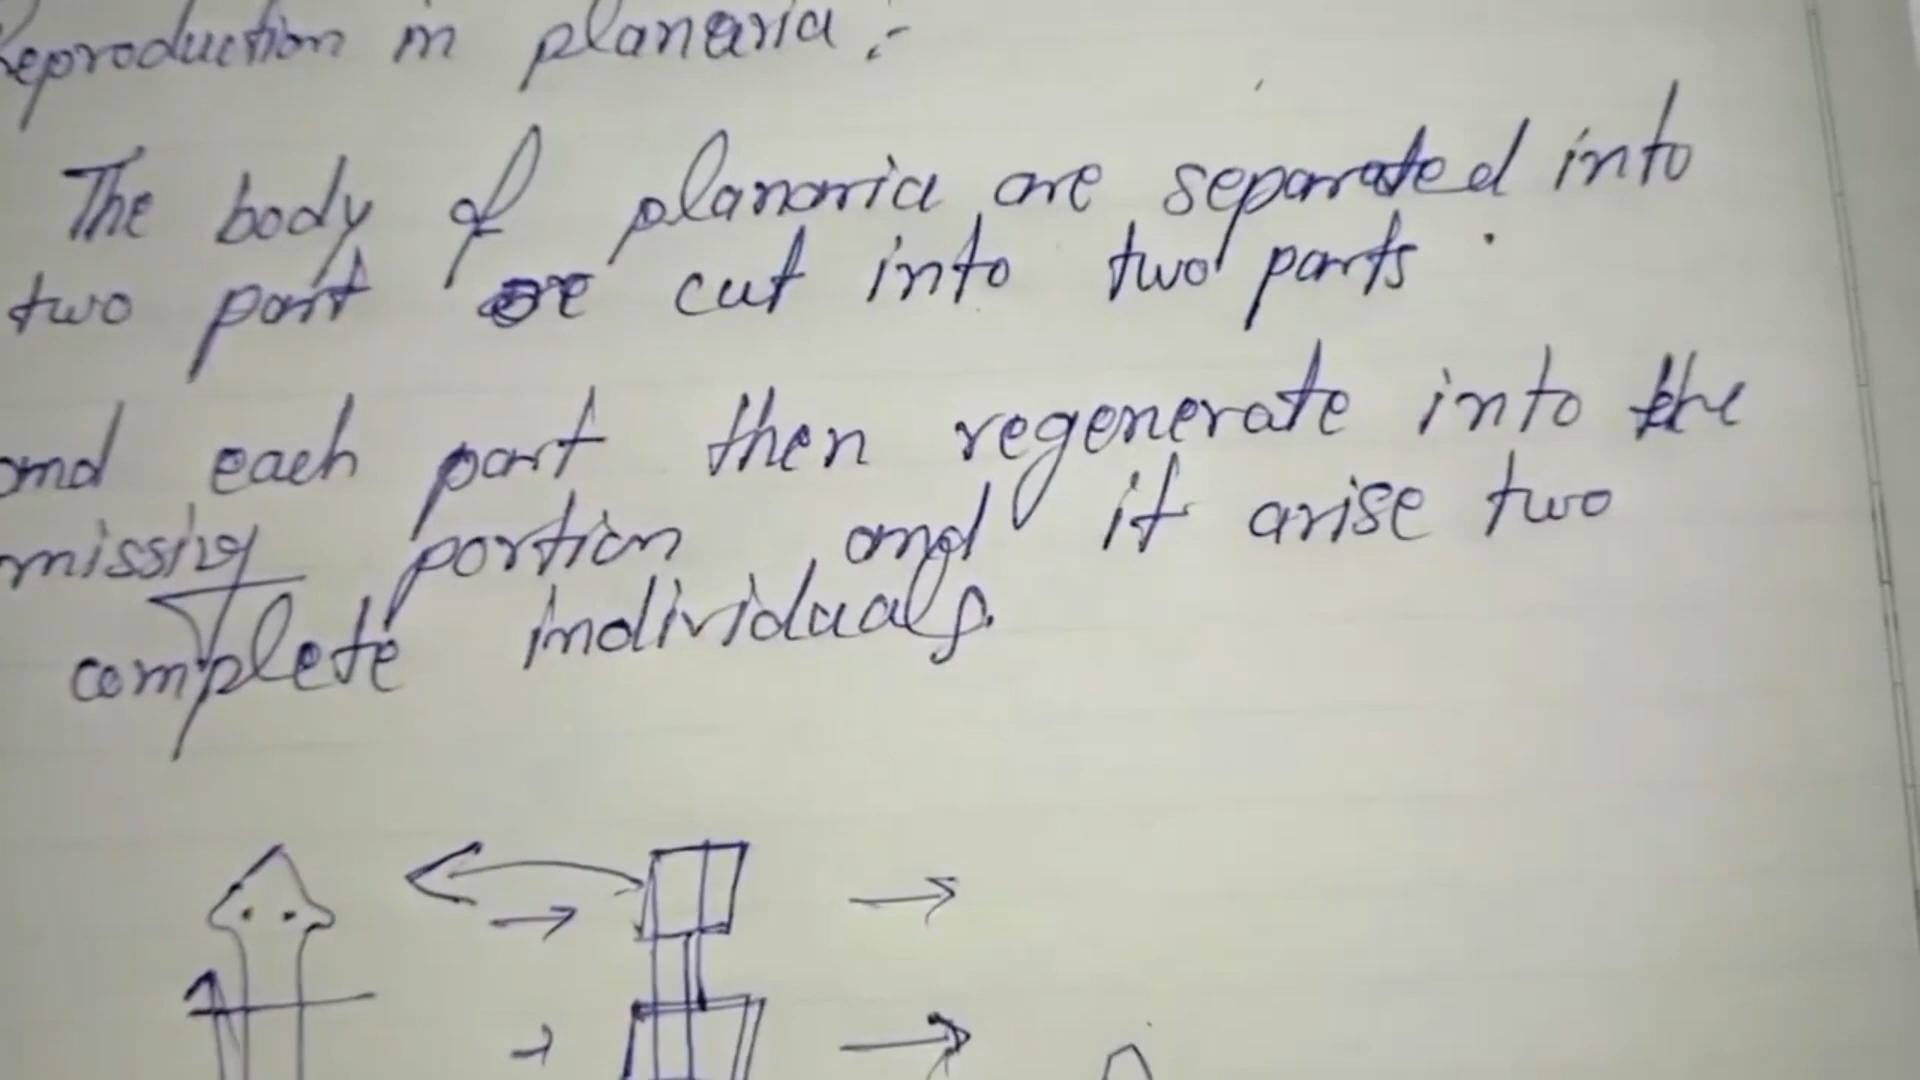 Reproduction in planaria :-
The body of planaria are separated into
two part or cut into two parts.
and each part then regenerate into the
missing portion and it arise two
complete individuals.